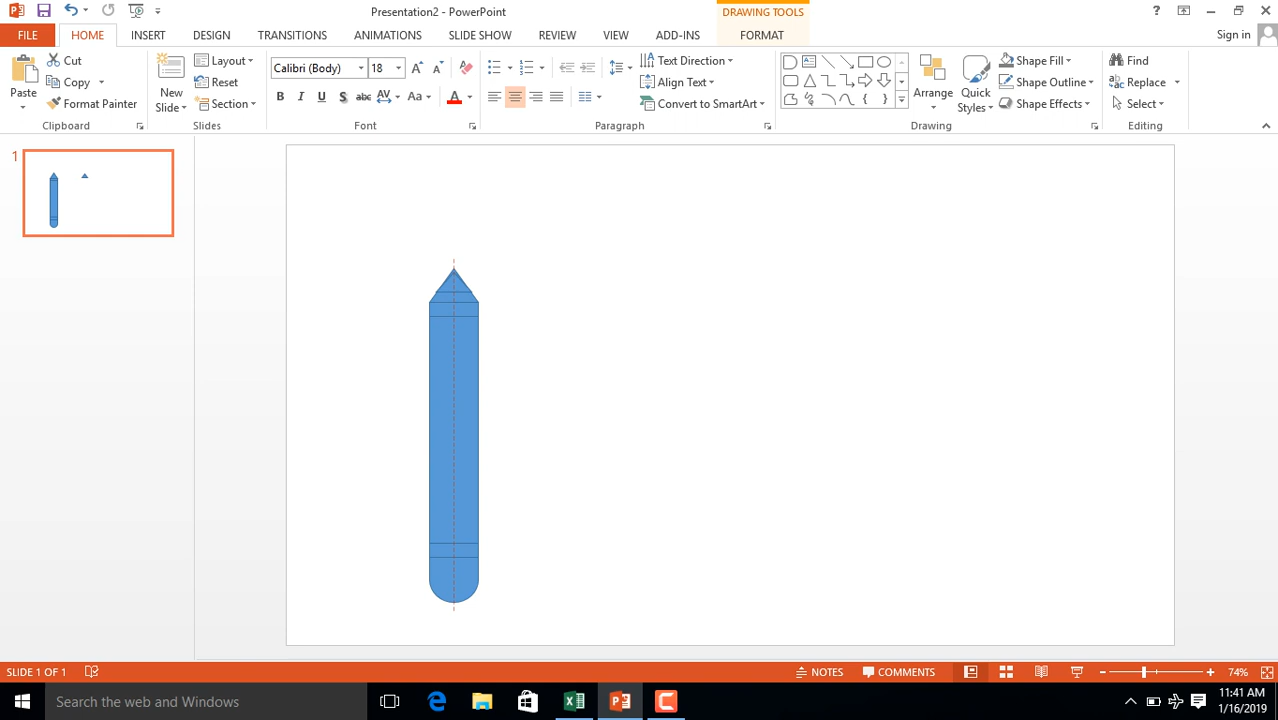 Presentation2 - PowerPoint
DRAWING TOOLS
?
FILE
HOME
INSERT
DESIGN
TRANSITIONS
ANIMATIONS
SLIDE SHOW
REVIEW
VIEW
ADD-INS
FORMAT
Sign in
Paste
Cut
Copy
Format Painter
Clipboard
New
Slide
Layout
Reset
Section
Slides
Calibri (Body)
18
B I U S abc AV Aa A
Font
Text Direction
Align Text
Convert to SmartArt
Paragraph
Arrange
Quick
Styles
Shape Fill
Shape Outline
Shape Effects
Drawing
Find
Replace
Select
Editing
1
SLIDE 1 OF 1
NOTES
COMMENTS
74%
Search the web and Windows
11:41 AM
1/16/2019